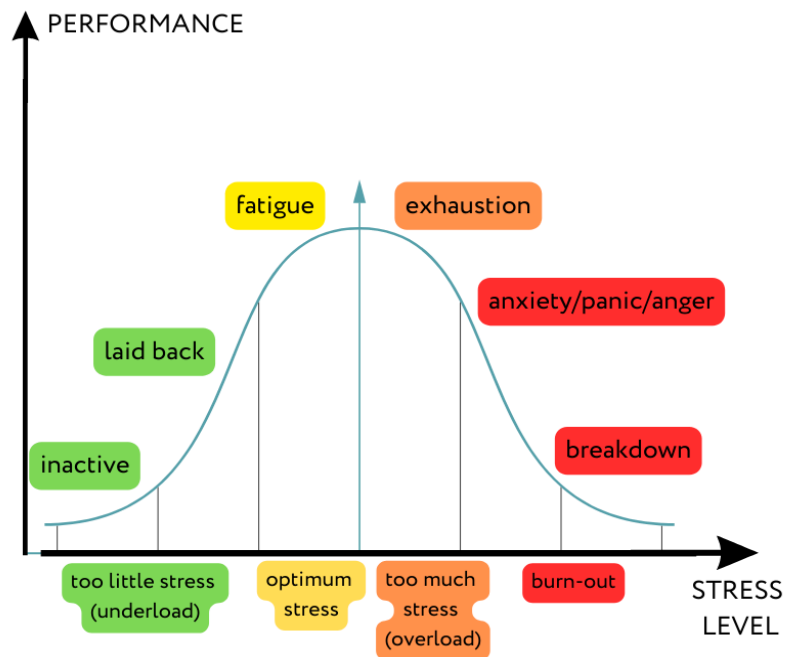 PERFORMANCE
fatigue
exhaustion
anxiety/panic/anger
laid back
inactive
breakdown
too little stress
(underload)
optimum
stress
too much
stress
(overload)
burn-out
STRESS
LEVEL